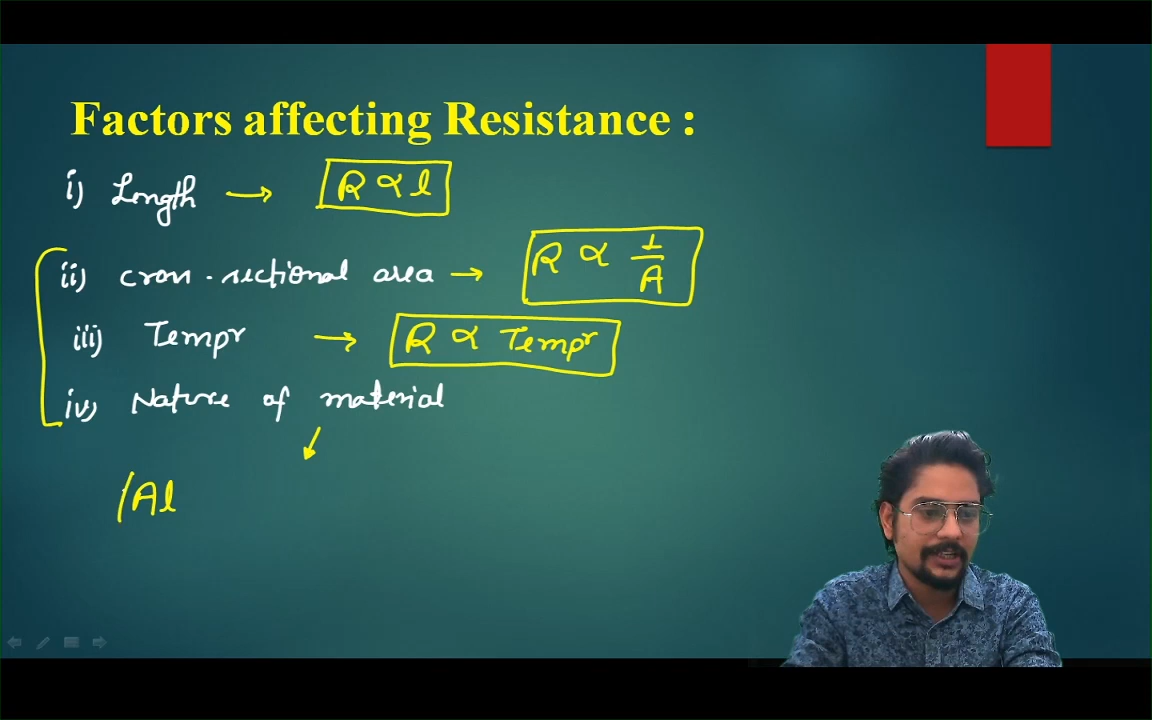 Factors affecting Resistance :
i) Length → R ∝ l
ii) cross-sectional area → R ∝ 1/A
iii) Tempr → R ∝ Tempr
iv) Nature of material
(Al